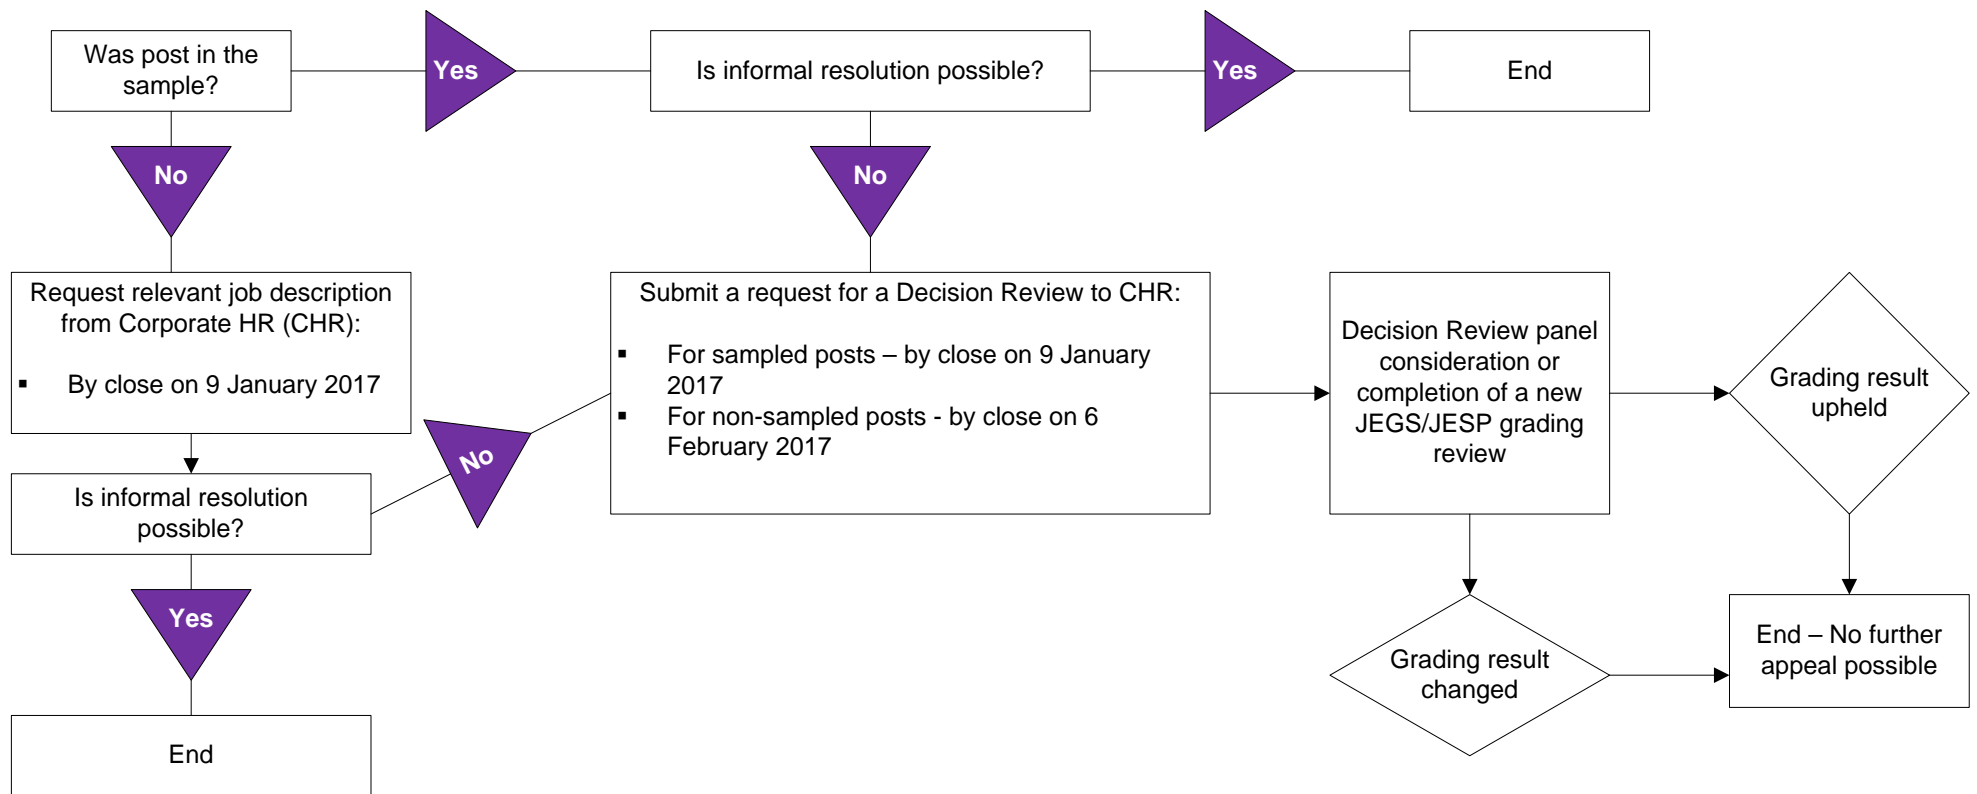 Was post in the
sample?
Yes
Is informal resolution possible?
Yes
End
No
No
Request relevant job description
from Corporate HR (CHR):
▪ By close on 9 January 2017
Submit a request for a Decision Review to CHR:
▪ For sampled posts – by close on 9 January
2017
▪ For non-sampled posts - by close on 6
February 2017
Decision Review panel
consideration or
completion of a new
JEGS/JESP grading
review
Grading result
upheld
No
Is informal resolution
possible?
Yes
End
Grading result
changed
End – No further
appeal possible